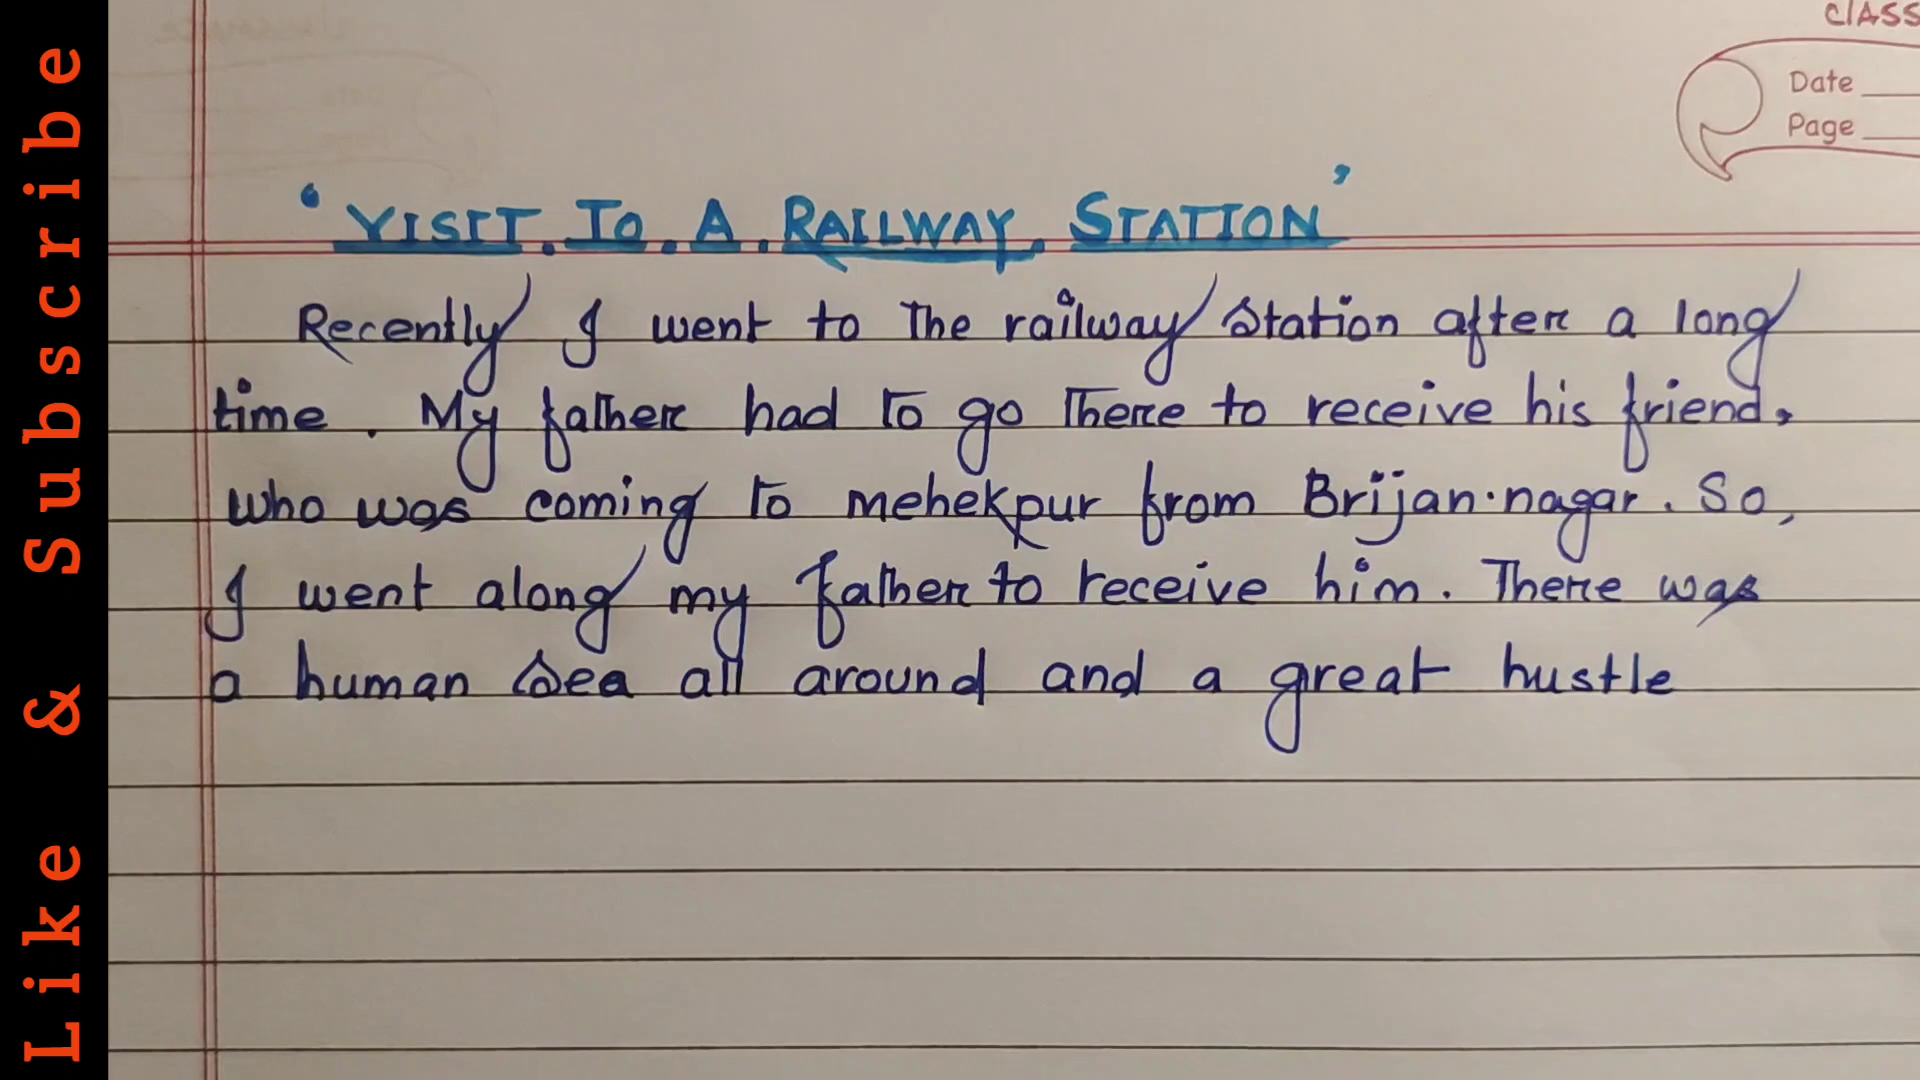 Like & Subscribe
CLASS
Date
Page
'VISIT. TO. A. RAILWAY. STATION'
Recently I went to the railway station after a long
time. My father had to go there to receive his friend,
who was coming to mehekpur from Brijan·nagar. So,
I went along my father to receive him. There was
a human sea all around and a great hustle